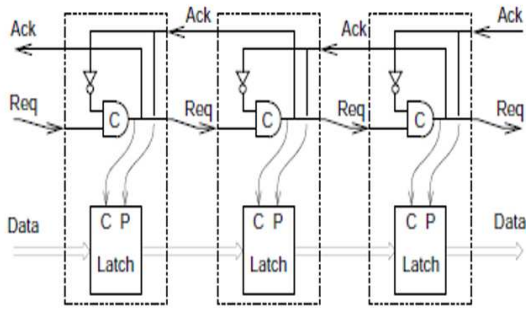 Ack Ack Ack Ack
Req C Req C Req C Req
C P C P C P
Data Latch Latch Latch Data